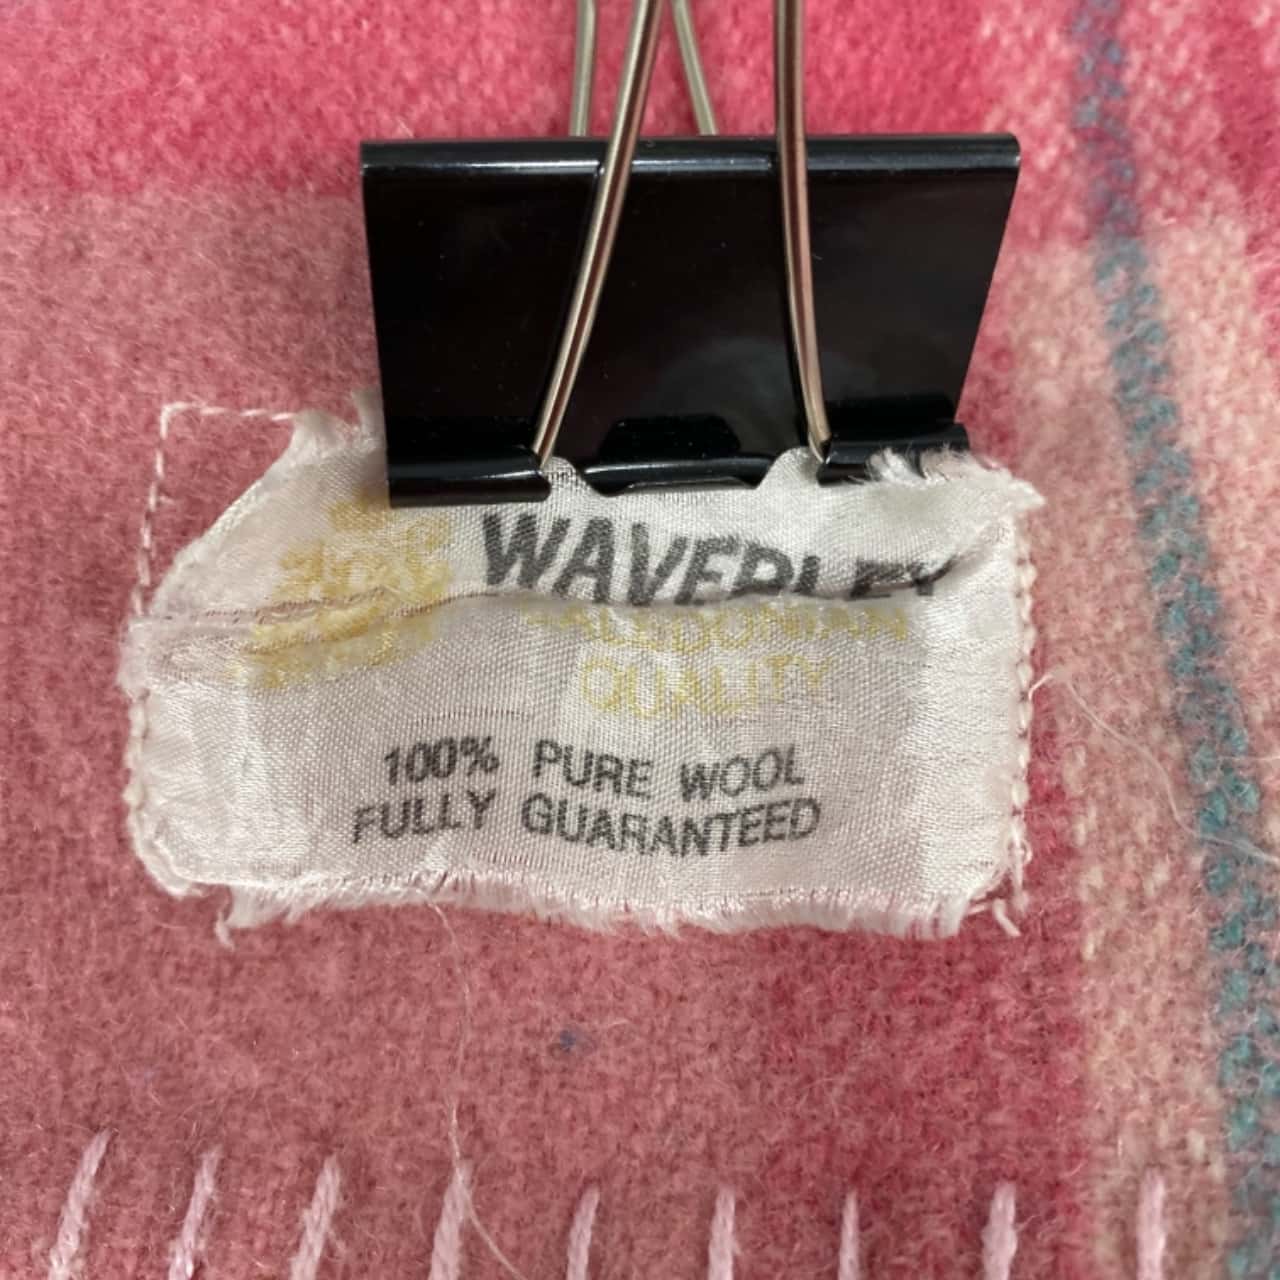 WAVERLEY
CALEDONIAN
QUALITY
100% PURE WOOL
FULLY GUARANTEED